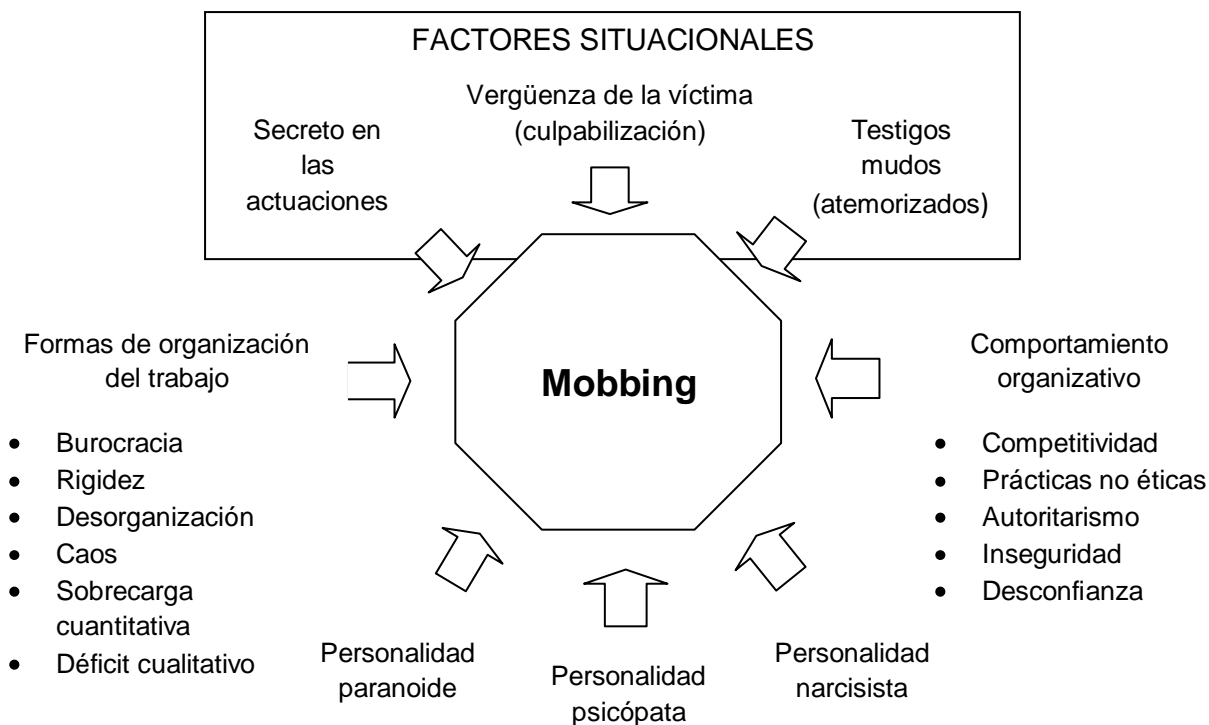 FACTORES SITUACIONALES
Vergüenza de la víctima
(culpabilización)
Secreto en
las
actuaciones
Testigos
mudos
(atemorizados)
Mobbing
Formas de organización
del trabajo
• Burocracia
• Rigidez
• Desorganización
• Caos
• Sobrecarga
cuantitativa
• Déficit cualitativo
Comportamiento
organizativo
• Competitividad
• Prácticas no éticas
• Autoritarismo
• Inseguridad
• Desconfianza
Personalidad
paranoide
Personalidad
psicópata
Personalidad
narcisista